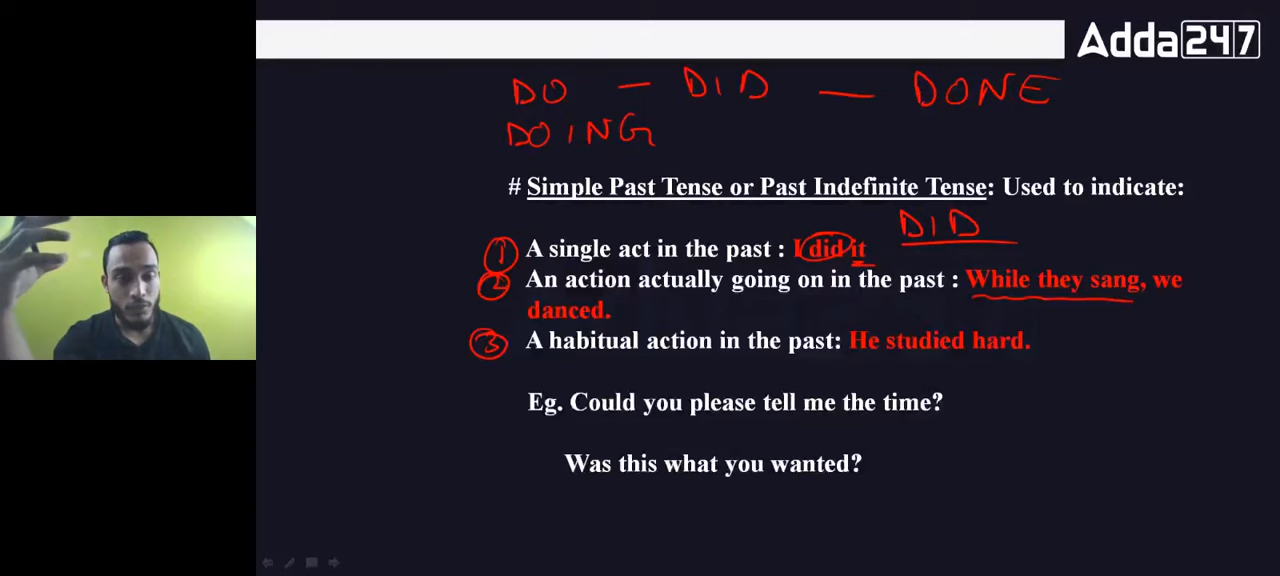 Adda247
DO — DID — DONE
DOING
# Simple Past Tense or Past Indefinite Tense: Used to indicate:
DID
1 A single act in the past : I did it
2 An action actually going on in the past : While they sang, we
danced.
3 A habitual action in the past: He studied hard.
Eg. Could you please tell me the time?
Was this what you wanted?